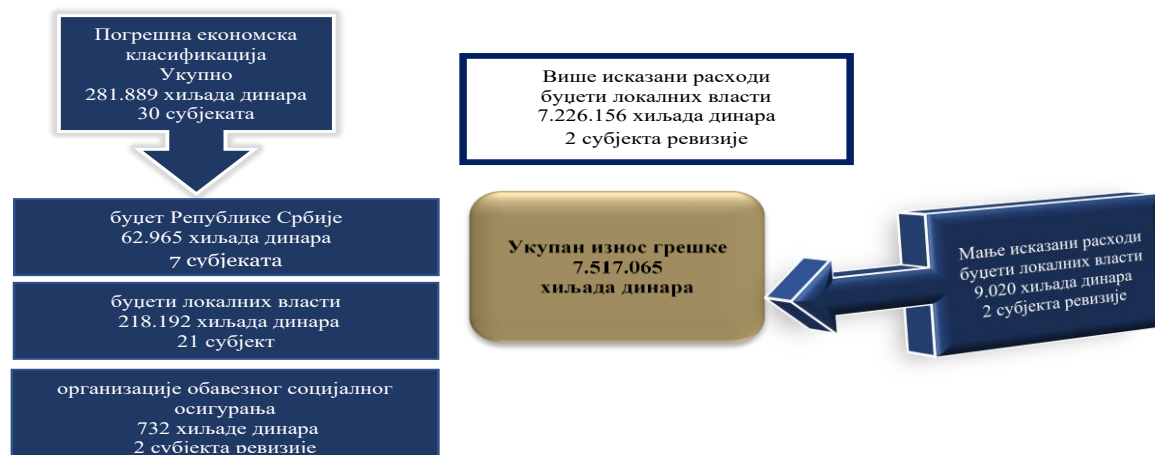 Погрешна економска
класификација
Укупно
281.889 хиљада динара
30 субјеката
буџет Републике Србије
62.965 хиљада динара
7 субјеката
буџети локалних власти
218.192 хиљада динара
21 субјект
организације обавезног социјалног
осигурања
732 хиљаде динара
2 субјекта ревизије
Више исказани расходи
буџети локалних власти
7.226.156 хиљада динара
2 субјекта ревизије
Укупан износ грешке
7.517.065
хиљада динара
Мање исказани расходи
буџети локалних власти
9.020 хиљада динара
2 субјекта ревизије